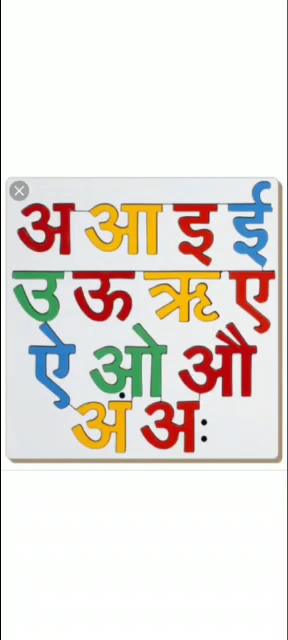 अ आ इ ई
उ ऊ ऋ ए
ऐ ओ औ
अं अः